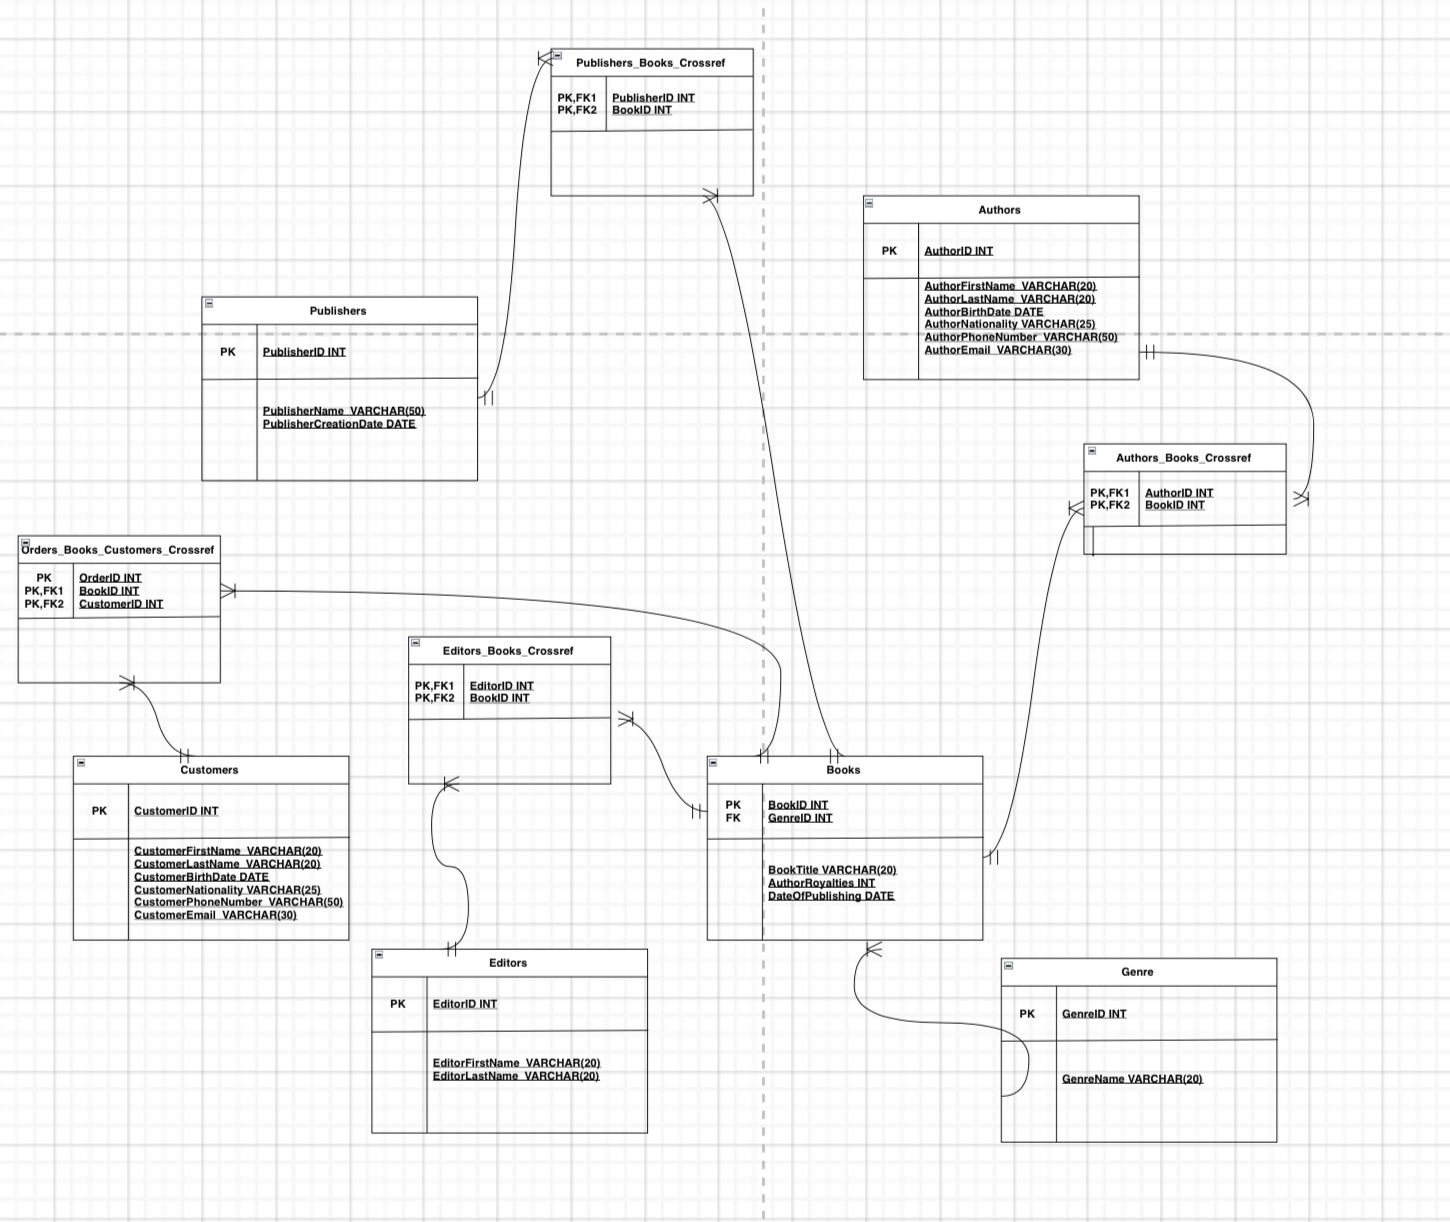 Publishers_Books_Crossref
PK,FK1 PublisherID INT
PK,FK2 BookID INT
Authors
PK AuthorID INT
AuthorFirstName VARCHAR(20)
AuthorLastName VARCHAR(20)
AuthorBirthDate DATE
AuthorNationality VARCHAR(25)
AuthorPhoneNumber VARCHAR(50)
AuthorEmail VARCHAR(30)
Publishers
PK PublisherID INT
PublisherName VARCHAR(50)
PublisherCreationDate DATE
Authors_Books_Crossref
PK,FK1 AuthorID INT
PK,FK2 BookID INT
Orders_Books_Customers_Crossref
PK OrderID INT
PK,FK1 BookID INT
PK,FK2 CustomerID INT
Editors_Books_Crossref
PK,FK1 EditorID INT
PK,FK2 BookID INT
Customers
PK CustomerID INT
CustomerFirstName VARCHAR(20)
CustomerLastName VARCHAR(20)
CustomerBirthDate DATE
CustomerNationality VARCHAR(25)
CustomerPhoneNumber VARCHAR(50)
CustomerEmail VARCHAR(30)
Books
PK BookID INT
FK GenreID INT
BookTitle VARCHAR(20)
AuthorRoyalties INT
DateOfPublishing DATE
Editors
PK EditorID INT
EditorFirstName VARCHAR(20)
EditorLastName VARCHAR(20)
Genre
PK GenreID INT
GenreName VARCHAR(20)